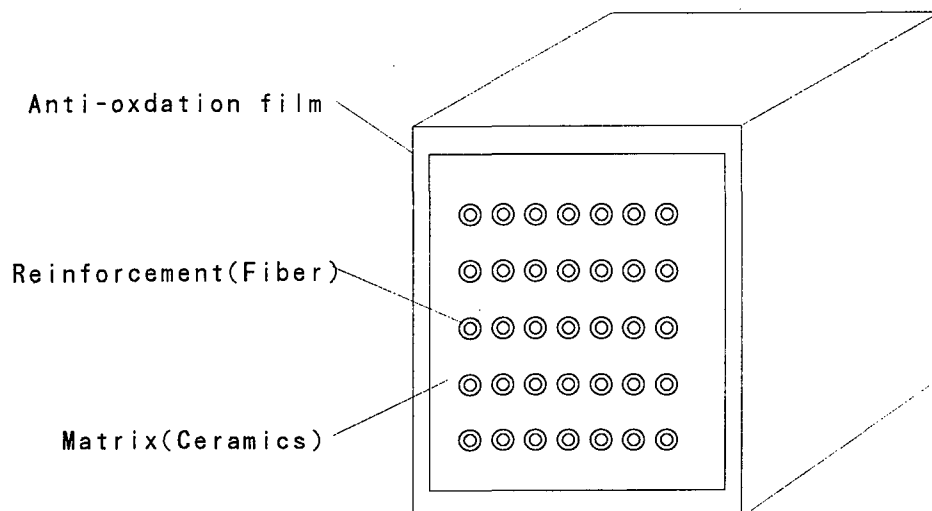 Anti-oxdation film
Reinforcement(Fiber)
Matrix(Ceramics)